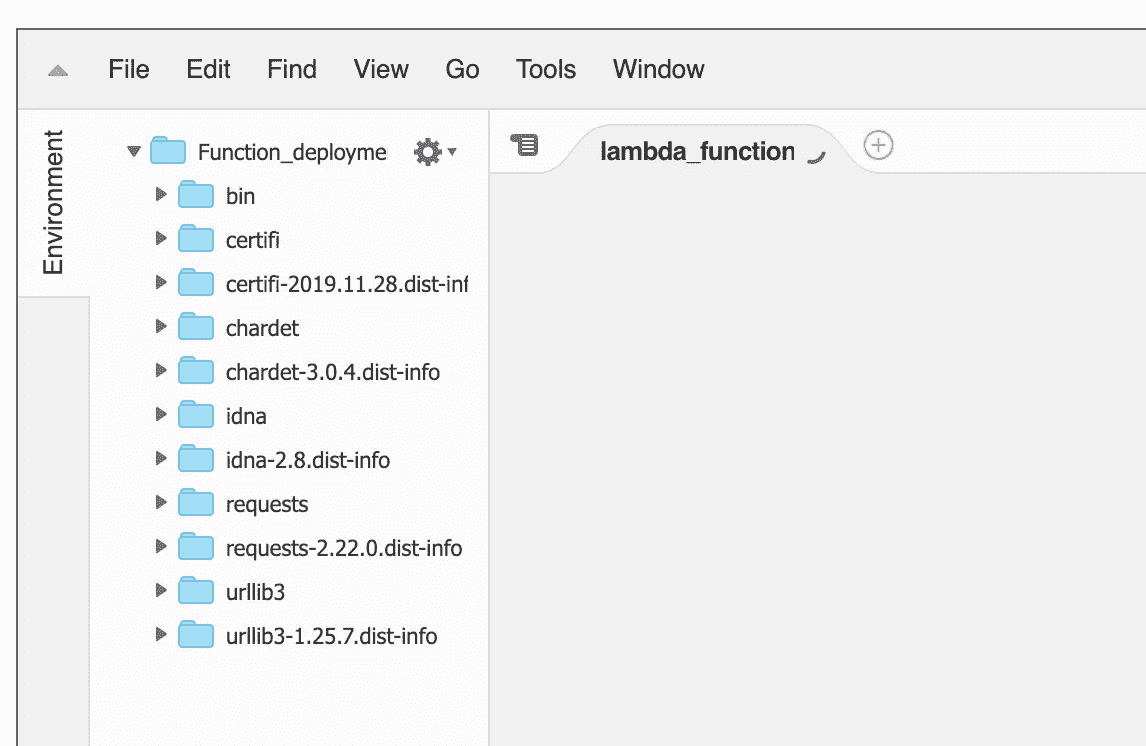 File Edit Find View Go Tools Window
Environment
Function_deployme
lambda_function
bin
certifi
certifi-2019.11.28.dist-inf
chardet
chardet-3.0.4.dist-info
idna
idna-2.8.dist-info
requests
requests-2.22.0.dist-info
urllib3
urllib3-1.25.7.dist-info